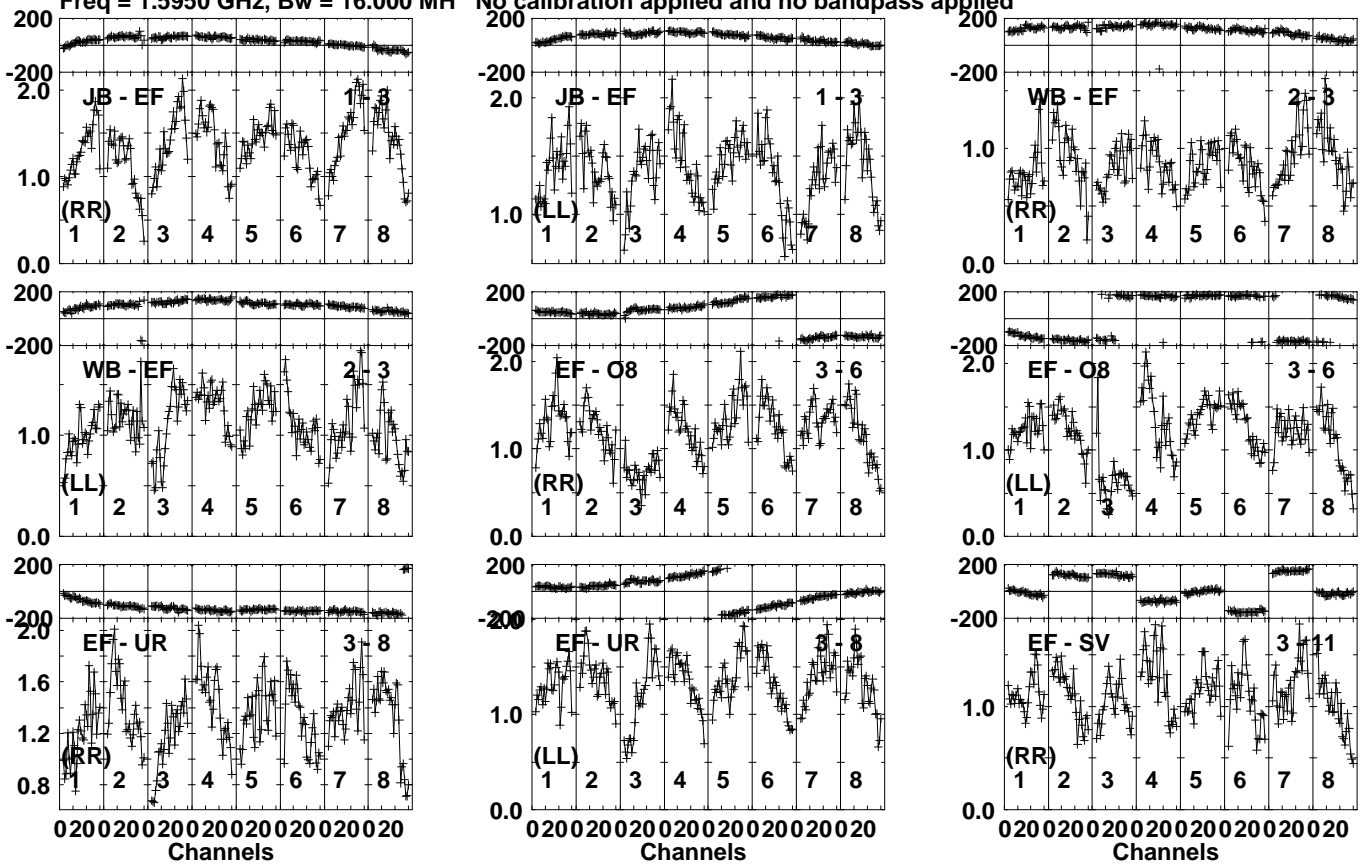 Freq = 1.5950 GHz, Bw = 16.000 MH No calibration applied and no bandpass applied
200 200 200
-200 -200 -200
2.0 JB - EF 1 - 3 2.0 JB - EF 1 - 3 WB - EF 2 - 3
1.0 1.0 1.0
(RR) (LL) (RR)
1 2 3 4 5 6 7 8 1 2 3 4 5 6 7 8 1 2 3 4 5 6 7 8
0.0 0.0
200 200 200
-200 -200 -200
WB - EF 2 - 3 2.0 EF - O8 3 - 6 2.0 EF - O8 3 - 6
1.0 1.0 1.0
(LL) (RR) (LL)
1 2 3 4 5 6 7 8 1 2 3 4 5 6 7 8 1 2 3 4 5 6 7 8
0.0 0.0 0.0
200 200 200
-200 -200 -200
2.0 EF - UR 3 - 8 2.0 EF - UR 3 - 8 EF - SV 3 - 11
1.6
1.2 1.0 1.0
(RR) (LL) (RR)
0.8 1 2 3 4 5 6 7 8 1 2 3 4 5 6 7 8 1 2 3 4 5 6 7 8
0.0 0.0
0 20 0 20 0 20 0 20 0 20 0 20 0 20 0 20 0 20 0 20 0 20 0 20 0 20 0 20 0 20 0 20 0 20 0 20 0 20 0 20 0 20 0 20 0 20 0 20
Channels Channels Channels